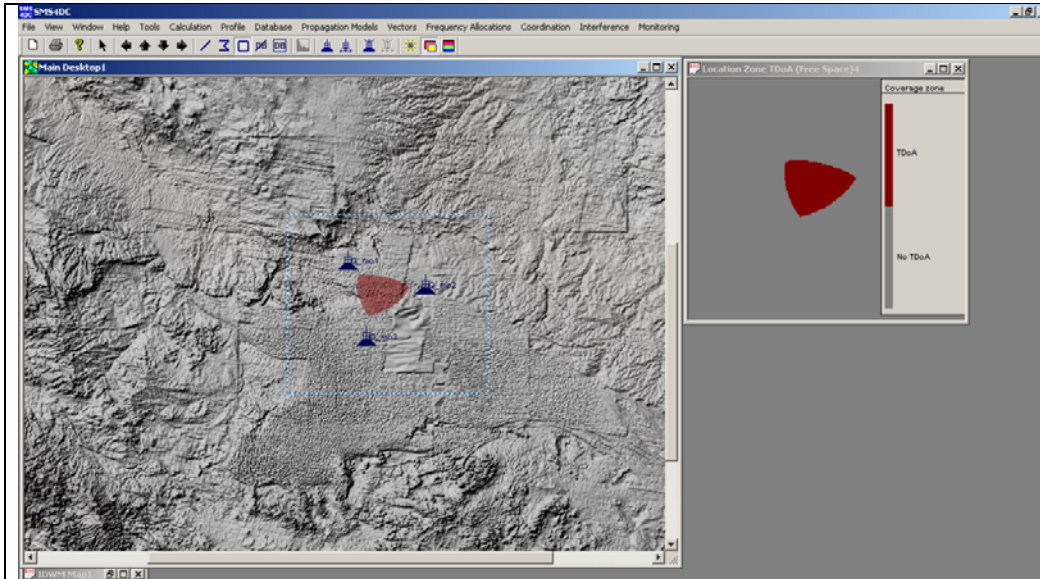 SMS4DC
File View Window Help Tools Calculation Profile Database Propagation Models Vectors Frequency Allocations Coordination Interference Monitoring
DB
Main Desktop1
Location Zone TDoA (Free Space)4
Coverage zone
TDoA
No TDoA
IDWM Map1